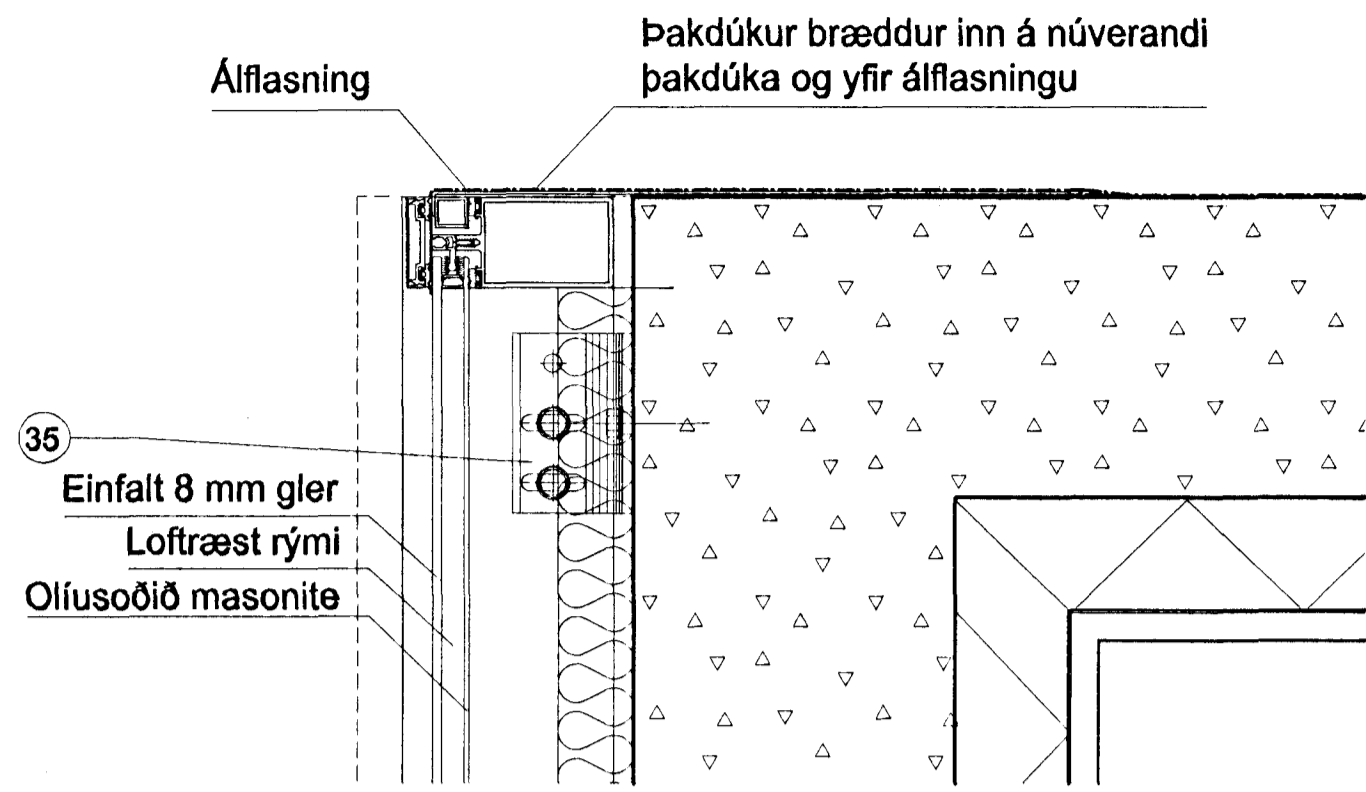 Þakdúkur bræddur inn á núverandi
þakdúka og yfir álflasningu
Álflasning
35
Einfalt 8 mm gler
Loftræst rými
Olíusoðið masonite